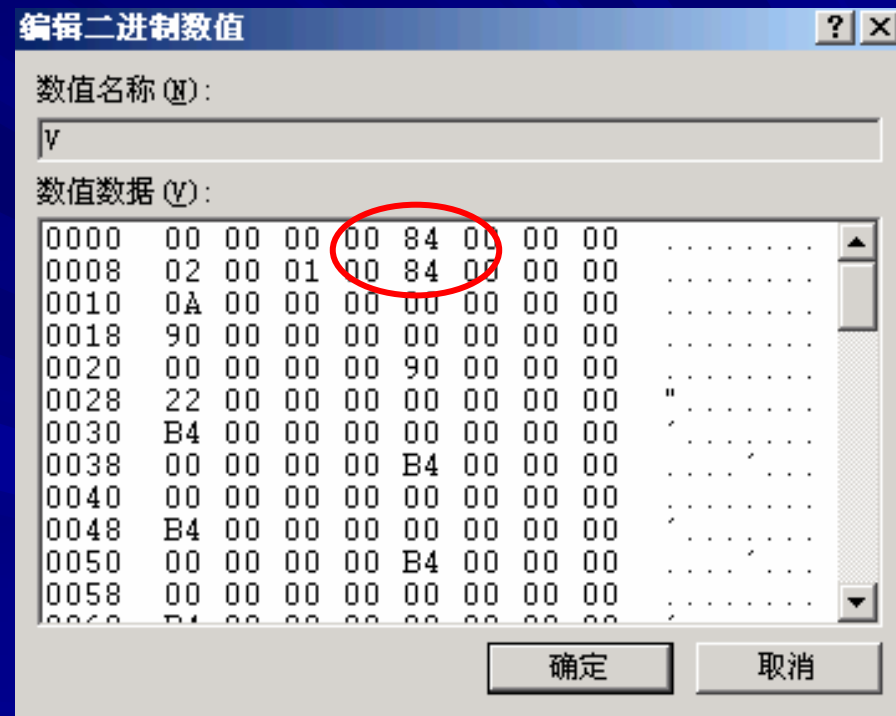 编辑二进制数值
数值名称(N):
V
数值数据(V):
0000 00 00 00 00 84 00 00 00 ........
0008 02 00 01 00 84 00 00 00 ........
0010 0A 00 00 00 00 00 00 00 ........
0018 90 00 00 00 00 00 00 00 ........
0020 00 00 00 00 90 00 00 00 ........
0028 22 00 00 00 00 00 00 00 ".......
0030 B4 00 00 00 00 00 00 00 ´.......
0038 00 00 00 00 B4 00 00 00 ....´...
0040 00 00 00 00 00 00 00 00 ........
0048 B4 00 00 00 00 00 00 00 ´.......
0050 00 00 00 00 B4 00 00 00 ....´...
0058 00 00 00 00 00 00 00 00 ........
确定 取消